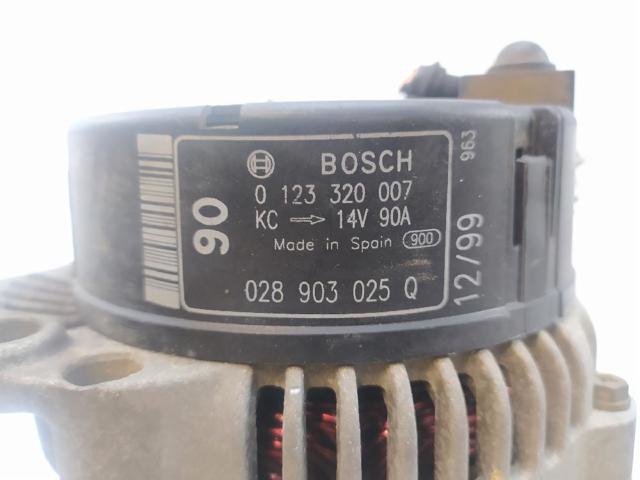 BOSCH
0 123 320 007
KC → 14V 90A
Made in Spain 900
028 903 025 Q
90
12/99
963